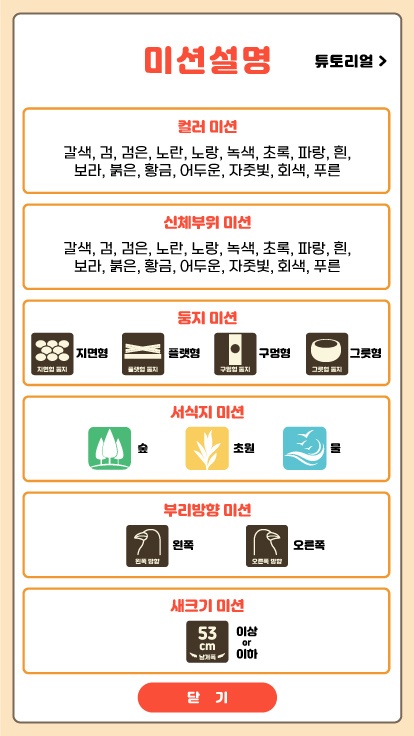 미션설명
튜토리얼 >
컬러 미션
갈색, 검, 검은, 노란, 노랑, 녹색, 초록, 파랑, 흰,
보라, 붉은, 황금, 어두운, 자줏빛, 회색, 푸른
신체부위 미션
갈색, 검, 검은, 노란, 노랑, 녹색, 초록, 파랑, 흰,
보라, 붉은, 황금, 어두운, 자줏빛, 회색, 푸른
둥지 미션
지면형 둥지 지면형 플랫형 둥지 플랫형 구멍형 둥지 구멍형 그릇형 둥지 그릇형
서식지 미션
숲 초원 물
부리방향 미션
왼쪽 방향 왼쪽 오른쪽 방향 오른쪽
새크기 미션
53
cm
날개폭
이상
or
이하
닫 기